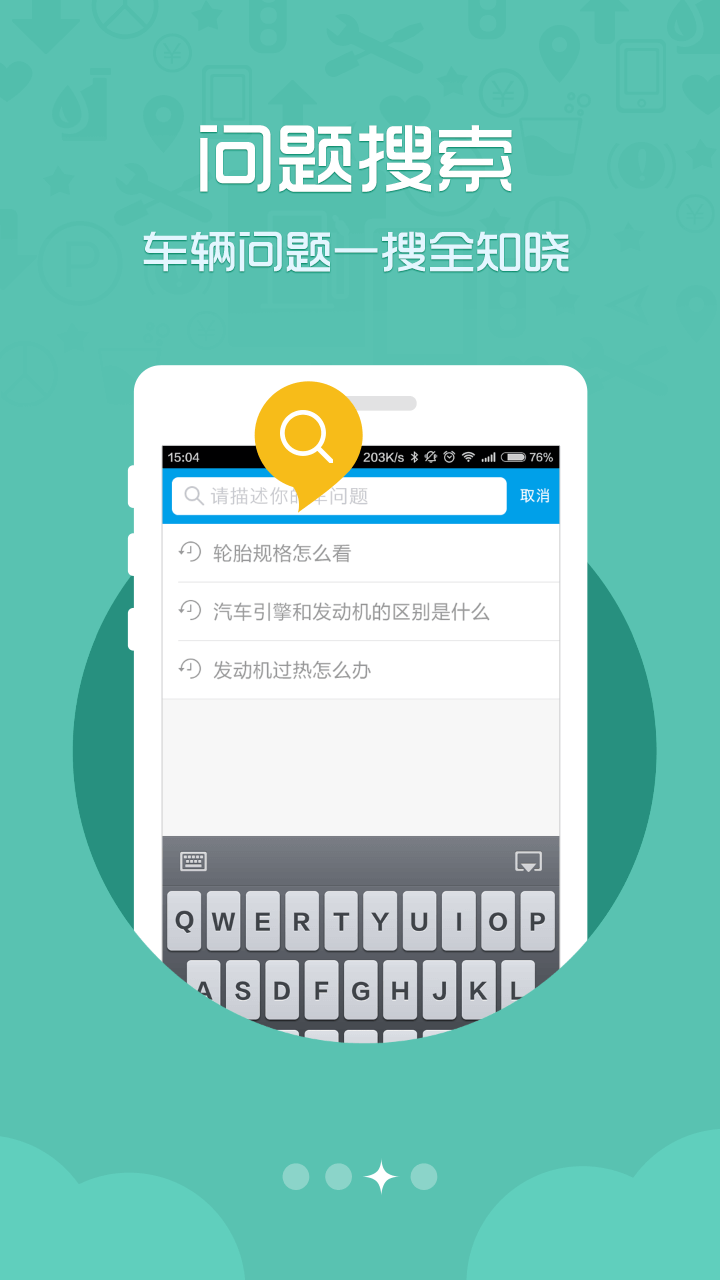 问题搜索
车辆问题一搜全知晓
15:04 203K/s 76%
请描述你的车问题 取消
轮胎规格怎么看
汽车引擎和发动机的区别是什么
发动机过热怎么办
Q W E R T Y U I O P
A S D F G H J K L